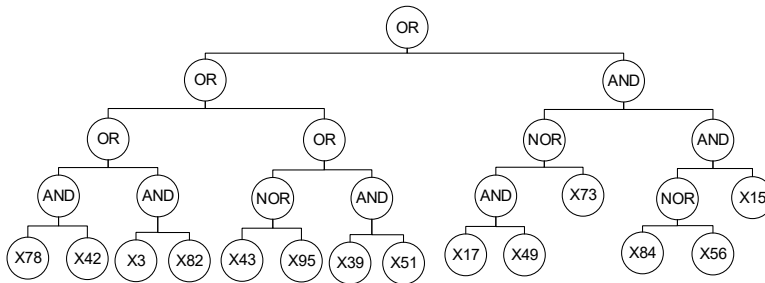 OR
OR AND
OR OR NOR AND
AND AND NOR AND AND X73 NOR X15
X78 X42 X3 X82 X43 X95 X39 X51 X17 X49 X84 X56